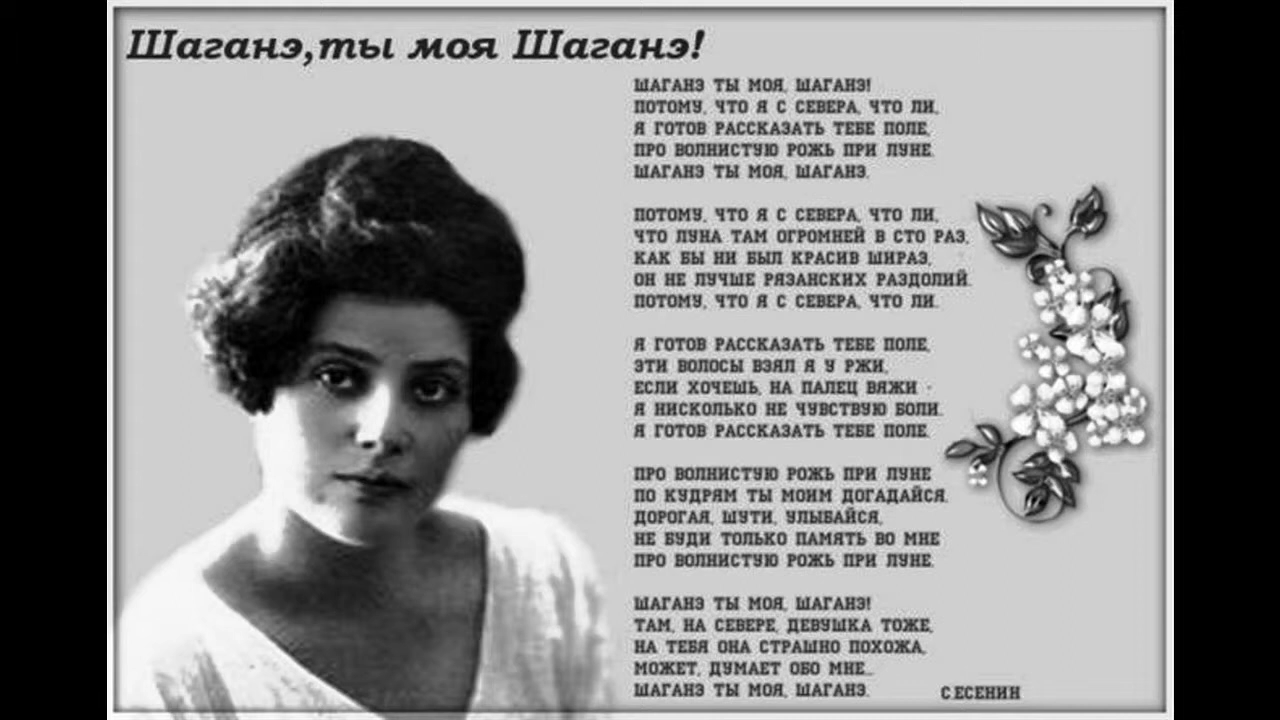 Шаганэ,ты моя Шаганэ!
ШАГАНЭ ТЫ МОЯ, ШАГАНЭ!
ПОТОМУ, ЧТО Я С СЕВЕРА, ЧТО ЛИ,
Я ГОТОВ РАССКАЗАТЬ ТЕБЕ ПОЛЕ,
ПРО ВОЛНИСТУЮ РОЖЬ ПРИ ЛУНЕ.
ШАГАНЭ ТЫ МОЯ, ШАГАНЭ.
ПОТОМУ, ЧТО Я С СЕВЕРА, ЧТО ЛИ,
ЧТО ЛУНА ТАМ ОГРОМНЕЙ В СТО РАЗ,
КАК БЫ НИ БЫЛ КРАСИВ ШИРАЗ,
ОН НЕ ЛУЧШЕ РЯЗАНСКИХ РАЗДОЛИЙ.
ПОТОМУ, ЧТО Я С СЕВЕРА, ЧТО ЛИ.
Я ГОТОВ РАССКАЗАТЬ ТЕБЕ ПОЛЕ,
ЭТИ ВОЛОСЫ ВЗЯЛ Я У РЖИ,
ЕСЛИ ХОЧЕШЬ, НА ПАЛЕЦ ВЯЖИ -
Я НИСКОЛЬКО НЕ ЧУВСТВУЮ БОЛИ.
Я ГОТОВ РАССКАЗАТЬ ТЕБЕ ПОЛЕ.
ПРО ВОЛНИСТУЮ РОЖЬ ПРИ ЛУНЕ
ПО КУДРЯМ ТЫ МОИМ ДОГАДАЙСЯ.
ДОРОГАЯ, ШУТИ, УЛЫБАЙСЯ,
НЕ БУДИ ТОЛЬКО ПАМЯТЬ ВО МНЕ
ПРО ВОЛНИСТУЮ РОЖЬ ПРИ ЛУНЕ.
ШАГАНЭ ТЫ МОЯ, ШАГАНЭ!
ТАМ, НА СЕВЕРЕ, ДЕВУШКА ТОЖЕ,
НА ТЕБЯ ОНА СТРАШНО ПОХОЖА,
МОЖЕТ, ДУМАЕТ ОБО МНЕ...
ШАГАНЭ ТЫ МОЯ, ШАГАНЭ.
С.ЕСЕНИН